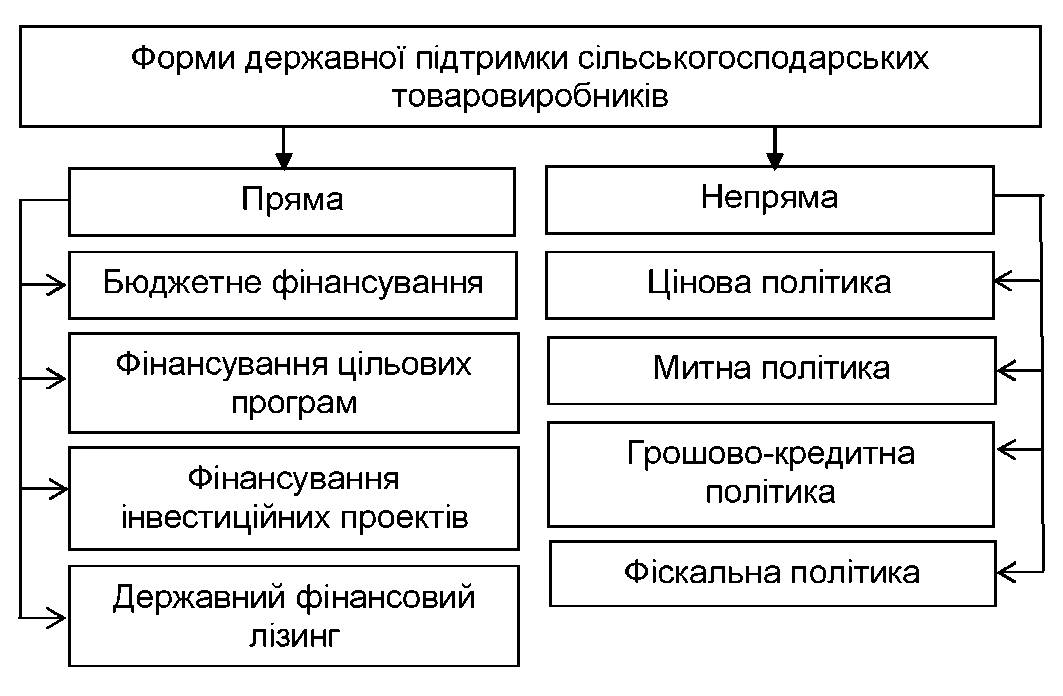 Форми державної підтримки сільськогосподарських
товаровиробників
Пряма
Бюджетне фінансування
Фінансування цільових
програм
Фінансування
інвестиційних проектів
Державний фінансовий
лізинг
Непряма
Цінова політика
Митна політика
Грошово-кредитна
політика
Фіскальна політика